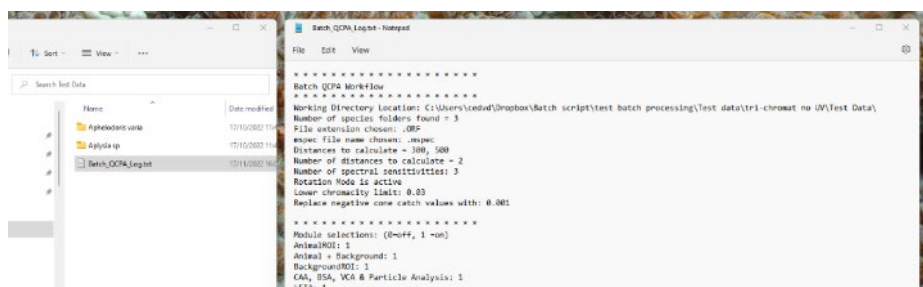 Batch_QCPA_Log.txt - Notepad
Sort
View
File Edit View
Search Test Data
Name Date modified
Aphelodoris varia 17/10/2022
Aplysia sp 17/10/2022
Batch_QCPA_Log.txt 17/11/2022
* * * * * * * * * * * * * * * * * * * *
Batch QCPA Workflow
* * * * * * * * * * * * * * * * * * * *
Working Directory Location: C:\Users\cedvd\Dropbox\Batch script\test batch processing\Test data\tri-chromat no UV\Test Data\
Number of species folders found = 3
File extension chosen: .ORF
mspec file name chosen: .mspec
Distances to calculate = 300, 500
Number of distances to calculate = 2
Number of spectral sensitivities: 3
Rotation Mode is active
Lower chromacity limit: 0.03
Replace negative cone catch values with: 0.001
* * * * * * * * * * * * * * * * * * * *
Module selections: (0=off, 1 =on)
AnimalROI: 1
Animal + Background: 1
BackgroundROI: 1
CAA, BSA, VCA & Particle Analysis: 1